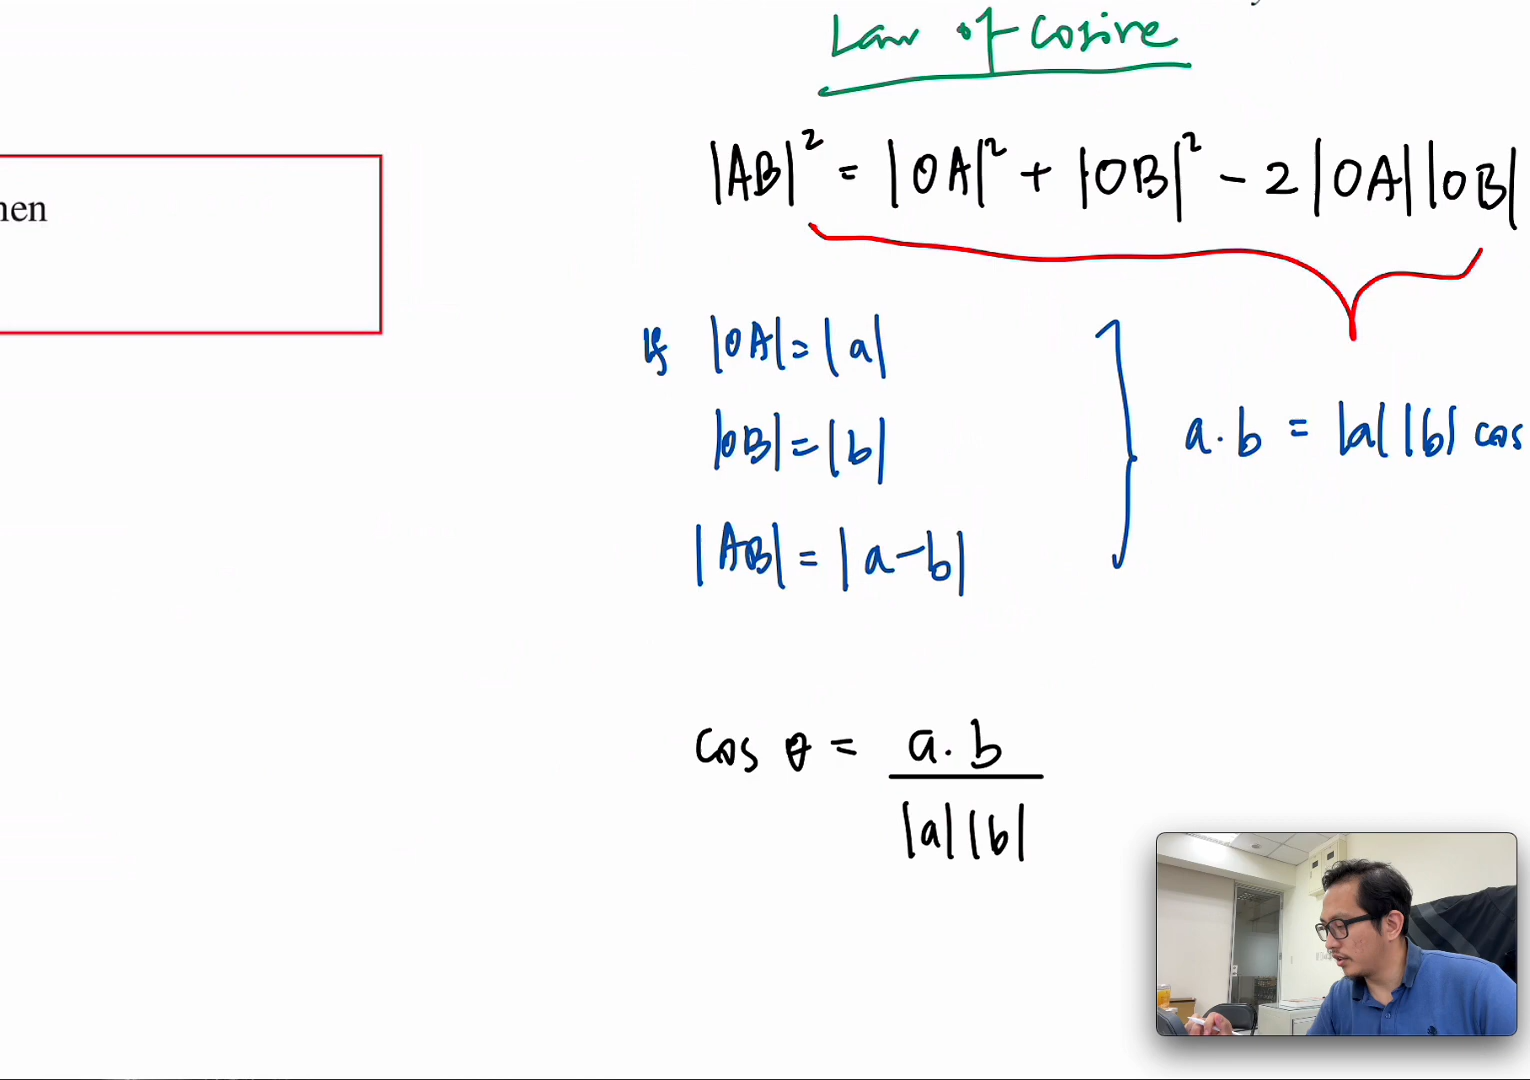 Law of Cosine
|AB|² = |OA|² + |OB|² - 2|OA||OB|
hen
if |OA| = |a|
|OB| = |b|
a.b = |a||b| cos
|AB| = |a-b|
cos θ = a.b
|a||b|